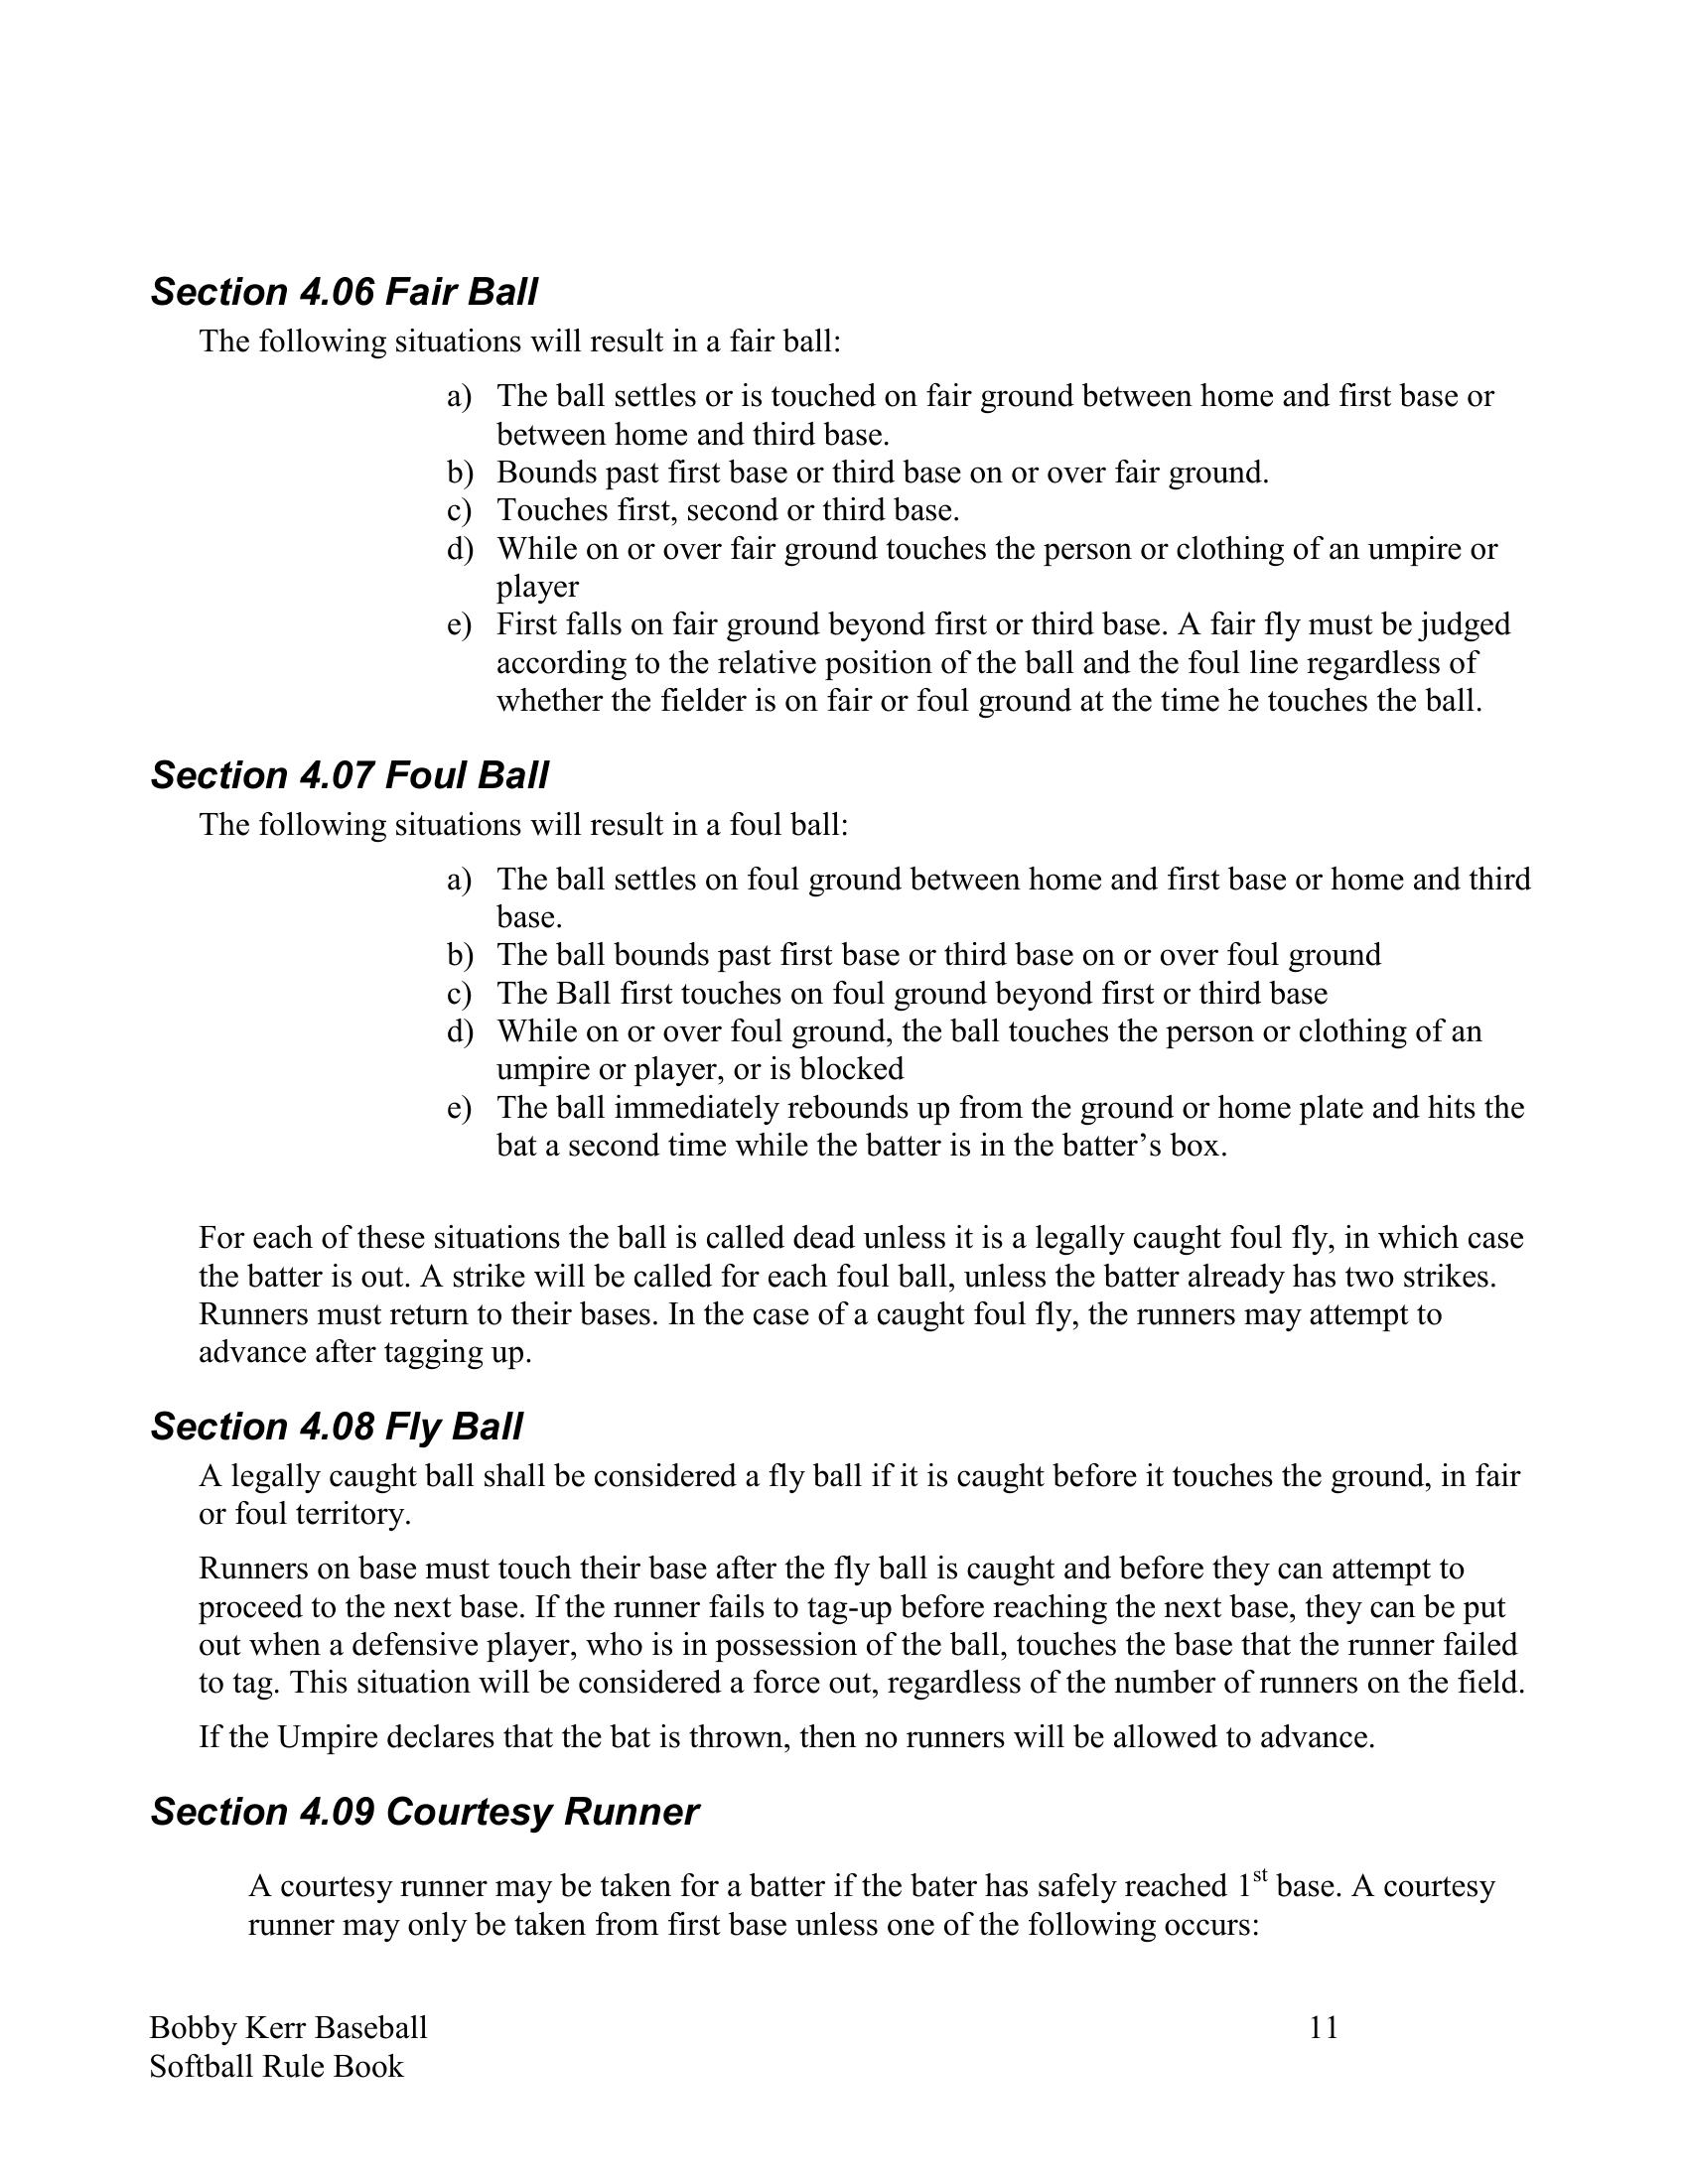 Section 4.06 Fair Ball
The following situations will result in a fair ball:
a) The ball settles or is touched on fair ground between home and first base or
between home and third base.
b) Bounds past first base or third base on or over fair ground.
c) Touches first, second or third base.
d) While on or over fair ground touches the person or clothing of an umpire or
player
e) First falls on fair ground beyond first or third base. A fair fly must be judged
according to the relative position of the ball and the foul line regardless of
whether the fielder is on fair or foul ground at the time he touches the ball.
Section 4.07 Foul Ball
The following situations will result in a foul ball:
a) The ball settles on foul ground between home and first base or home and third
base.
b) The ball bounds past first base or third base on or over foul ground
c) The Ball first touches on foul ground beyond first or third base
d) While on or over foul ground, the ball touches the person or clothing of an
umpire or player, or is blocked
e) The ball immediately rebounds up from the ground or home plate and hits the
bat a second time while the batter is in the batter’s box.
For each of these situations the ball is called dead unless it is a legally caught foul fly, in which case
the batter is out. A strike will be called for each foul ball, unless the batter already has two strikes.
Runners must return to their bases. In the case of a caught foul fly, the runners may attempt to
advance after tagging up.
Section 4.08 Fly Ball
A legally caught ball shall be considered a fly ball if it is caught before it touches the ground, in fair
or foul territory.
Runners on base must touch their base after the fly ball is caught and before they can attempt to
proceed to the next base. If the runner fails to tag-up before reaching the next base, they can be put
out when a defensive player, who is in possession of the ball, touches the base that the runner failed
to tag. This situation will be considered a force out, regardless of the number of runners on the field.
If the Umpire declares that the bat is thrown, then no runners will be allowed to advance.
Section 4.09 Courtesy Runner
A courtesy runner may be taken for a batter if the bater has safely reached 1st base. A courtesy
runner may only be taken from first base unless one of the following occurs:
Bobby Kerr Baseball 11
Softball Rule Book